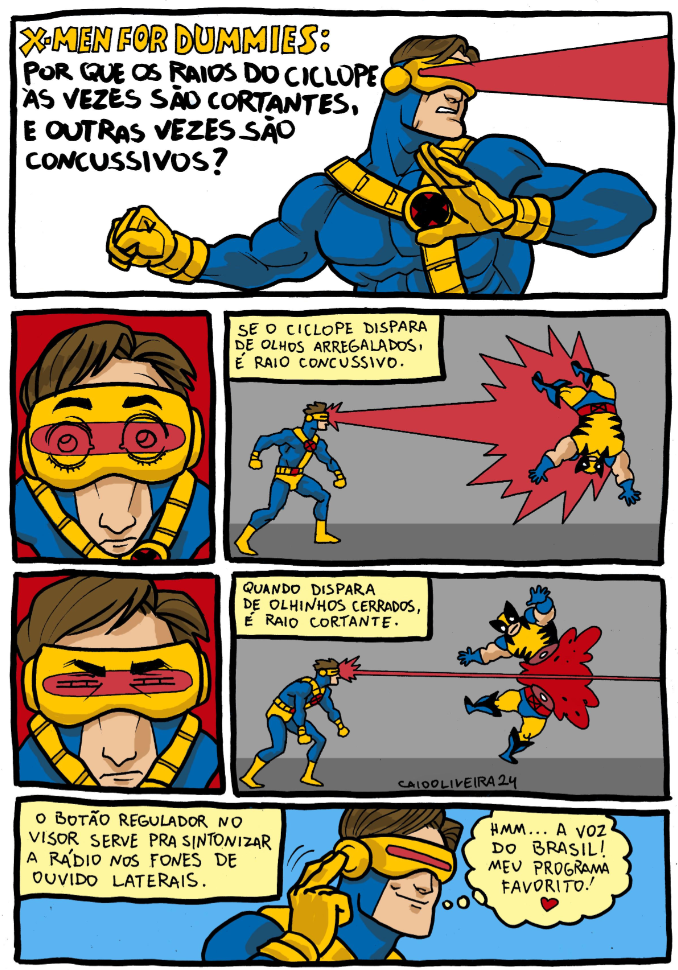 X-MEN FOR DUMMIES:
POR QUE OS RAIOS DO CICLOPE
ÀS VEZES SÃO CORTANTES,
E OUTRAS VEZES SÃO
CONCUSSIVOS?
SE O CICLOPE DISPARA
DE OLHOS ARREGALADOS,
É RAIO CONCUSSIVO.
QUANDO DISPARA
DE OLHINHOS CERRADOS,
É RAIO CORTANTE.
CAIOOLIVEIRA24
O BOTÃO REGULADOR NO
VISOR SERVE PRA SINTONIZAR
A RÁDIO NOS FONES DE
OUVIDO LATERAIS.
HMM... A VOZ
DO BRASIL!
MEU PROGRAMA
FAVORITO!